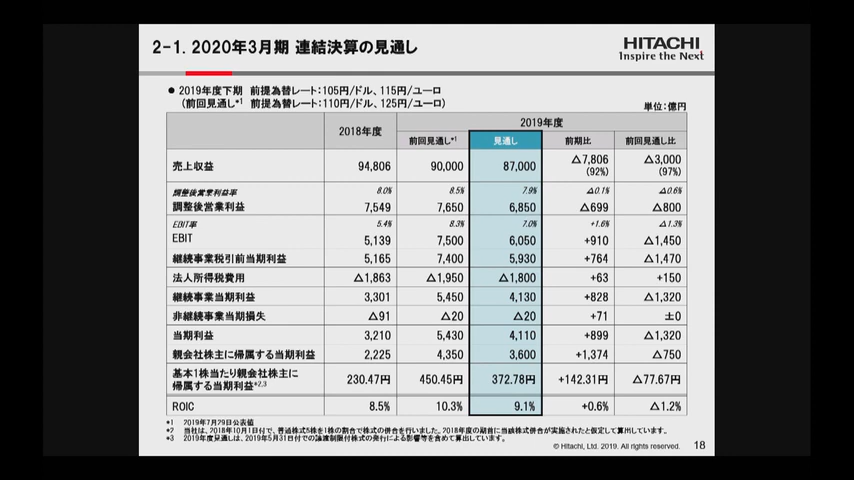 2-1. 2020年3月期 連結決算の見通し
HITACHI
Inspire the Next
● 2019年度下期 前提為替レート：105円/ドル、115円/ユーロ
(前回見通し*1 前提為替レート：110円/ドル、125円/ユーロ)
単位：億円
2018年度 2019年度
前回見通し*1 見通し 前期比 前回見通し比
売上収益 94,806 90,000 87,000 △7,806 (92%) △3,000 (97%)
調整後営業利益率 8.0% 8.5% 7.9% △0.1% △0.6%
調整後営業利益 7,549 7,650 6,850 △699 △800
EBIT率 5.4% 8.3% 7.0% +1.6% △1.3%
EBIT 5,139 7,500 6,050 +910 △1,450
継続事業税引前当期利益 5,165 7,400 5,930 +764 △1,470
法人所得税費用 △1,863 △1,950 △1,800 +63 +150
継続事業当期利益 3,301 5,450 4,130 +828 △1,320
非継続事業当期損失 △91 △20 △20 +71 ±0
当期利益 3,210 5,430 4,110 +899 △1,320
親会社株主に帰属する当期利益 2,225 4,350 3,600 +1,374 △750
基本1株当たり親会社株主に
帰属する当期利益*2,3 230.47円 450.45円 372.78円 +142.31円 △77.67円
ROIC 8.5% 10.3% 9.1% +0.6% △1.2%
*1 2019年7月29日公表値
*2 当社は、2018年10月1日付で、普通株式5株を1株の割合で株式の併合を行いました。2018年度の期首に当該株式併合が実施されたと仮定して算出しています。
*3 2019年度見通しは、2019年5月31日付での譲渡制限付株式の発行による影響等を含めて算出しています。
© Hitachi, Ltd. 2019. All rights reserved. 18